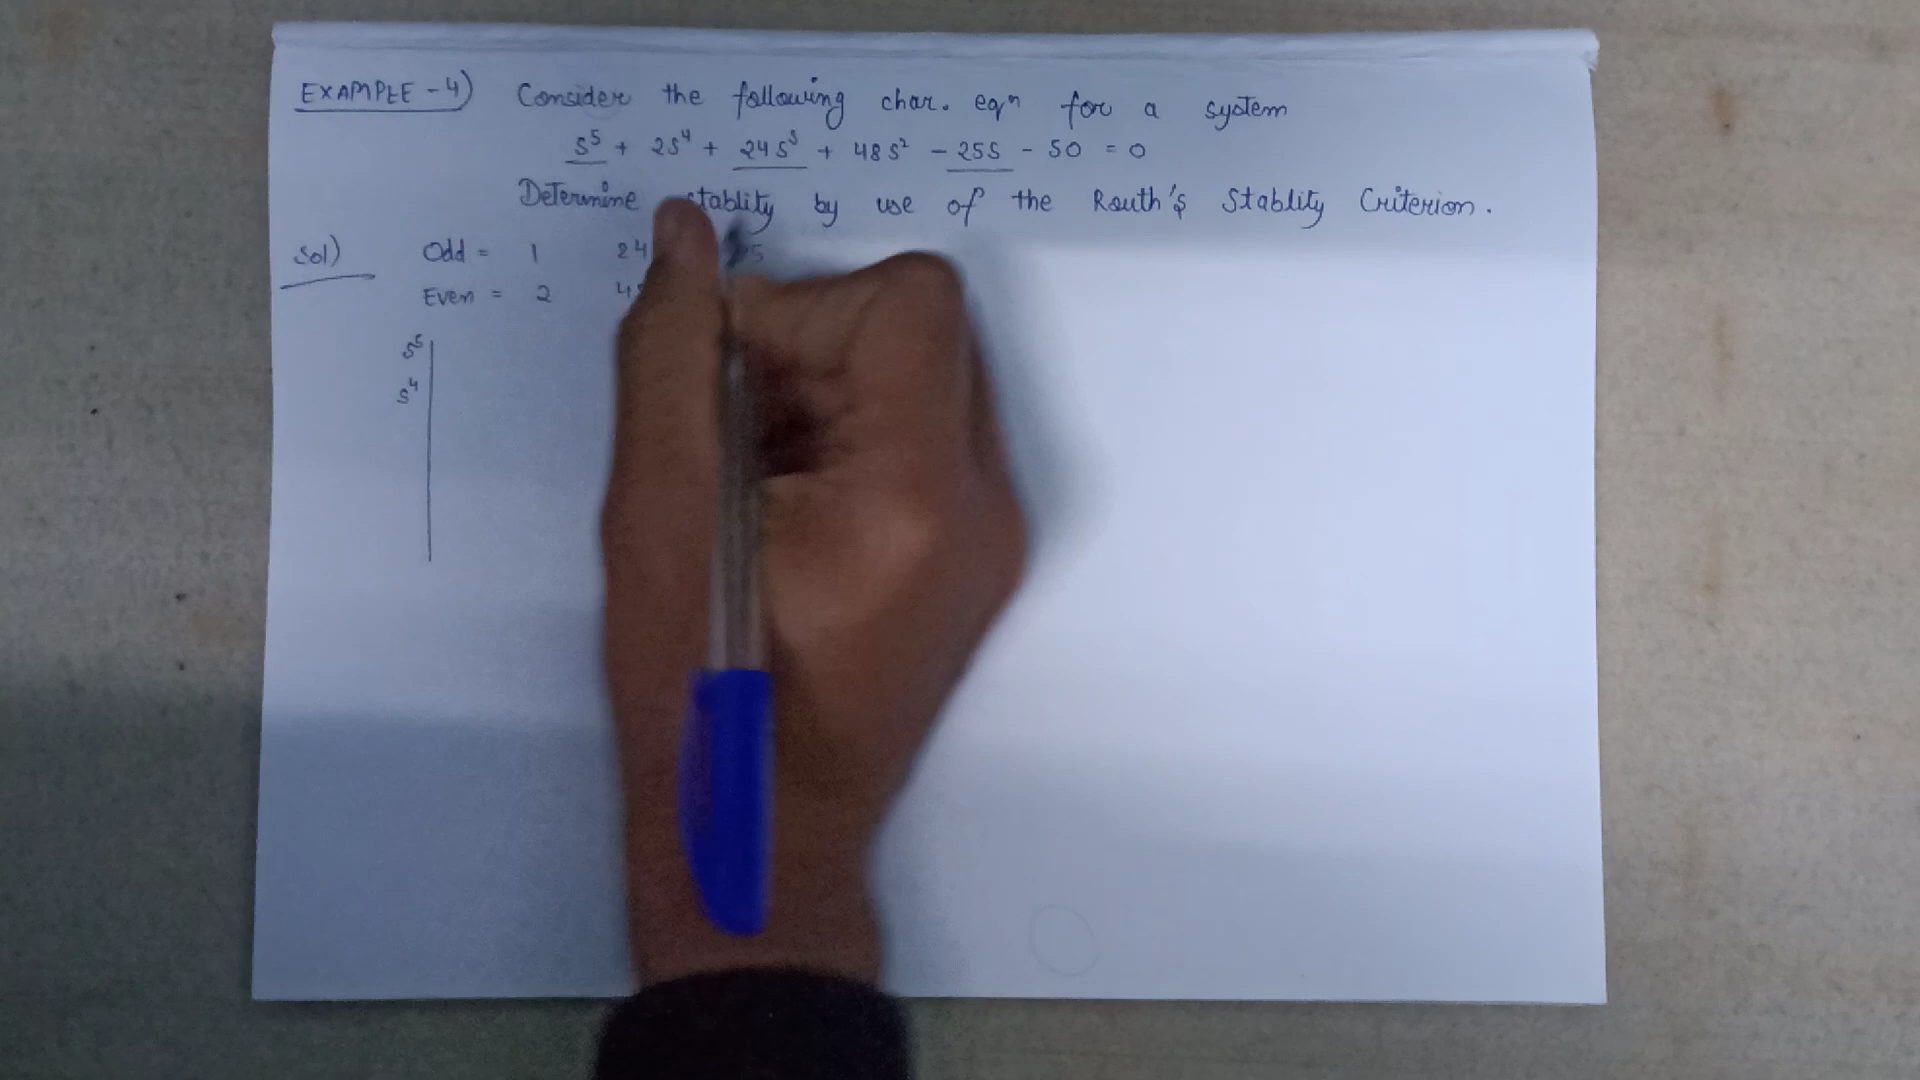 EXAMPLE - 4) Consider the following char. eqn for a system
s⁵ + 2s⁴ + 24s³ + 48s² - 25s - 50 = 0
Determine stablity by use of the Routh's Stablity Criterion.
Sol) Odd = 1 24
Even = 2
s⁵
s⁴